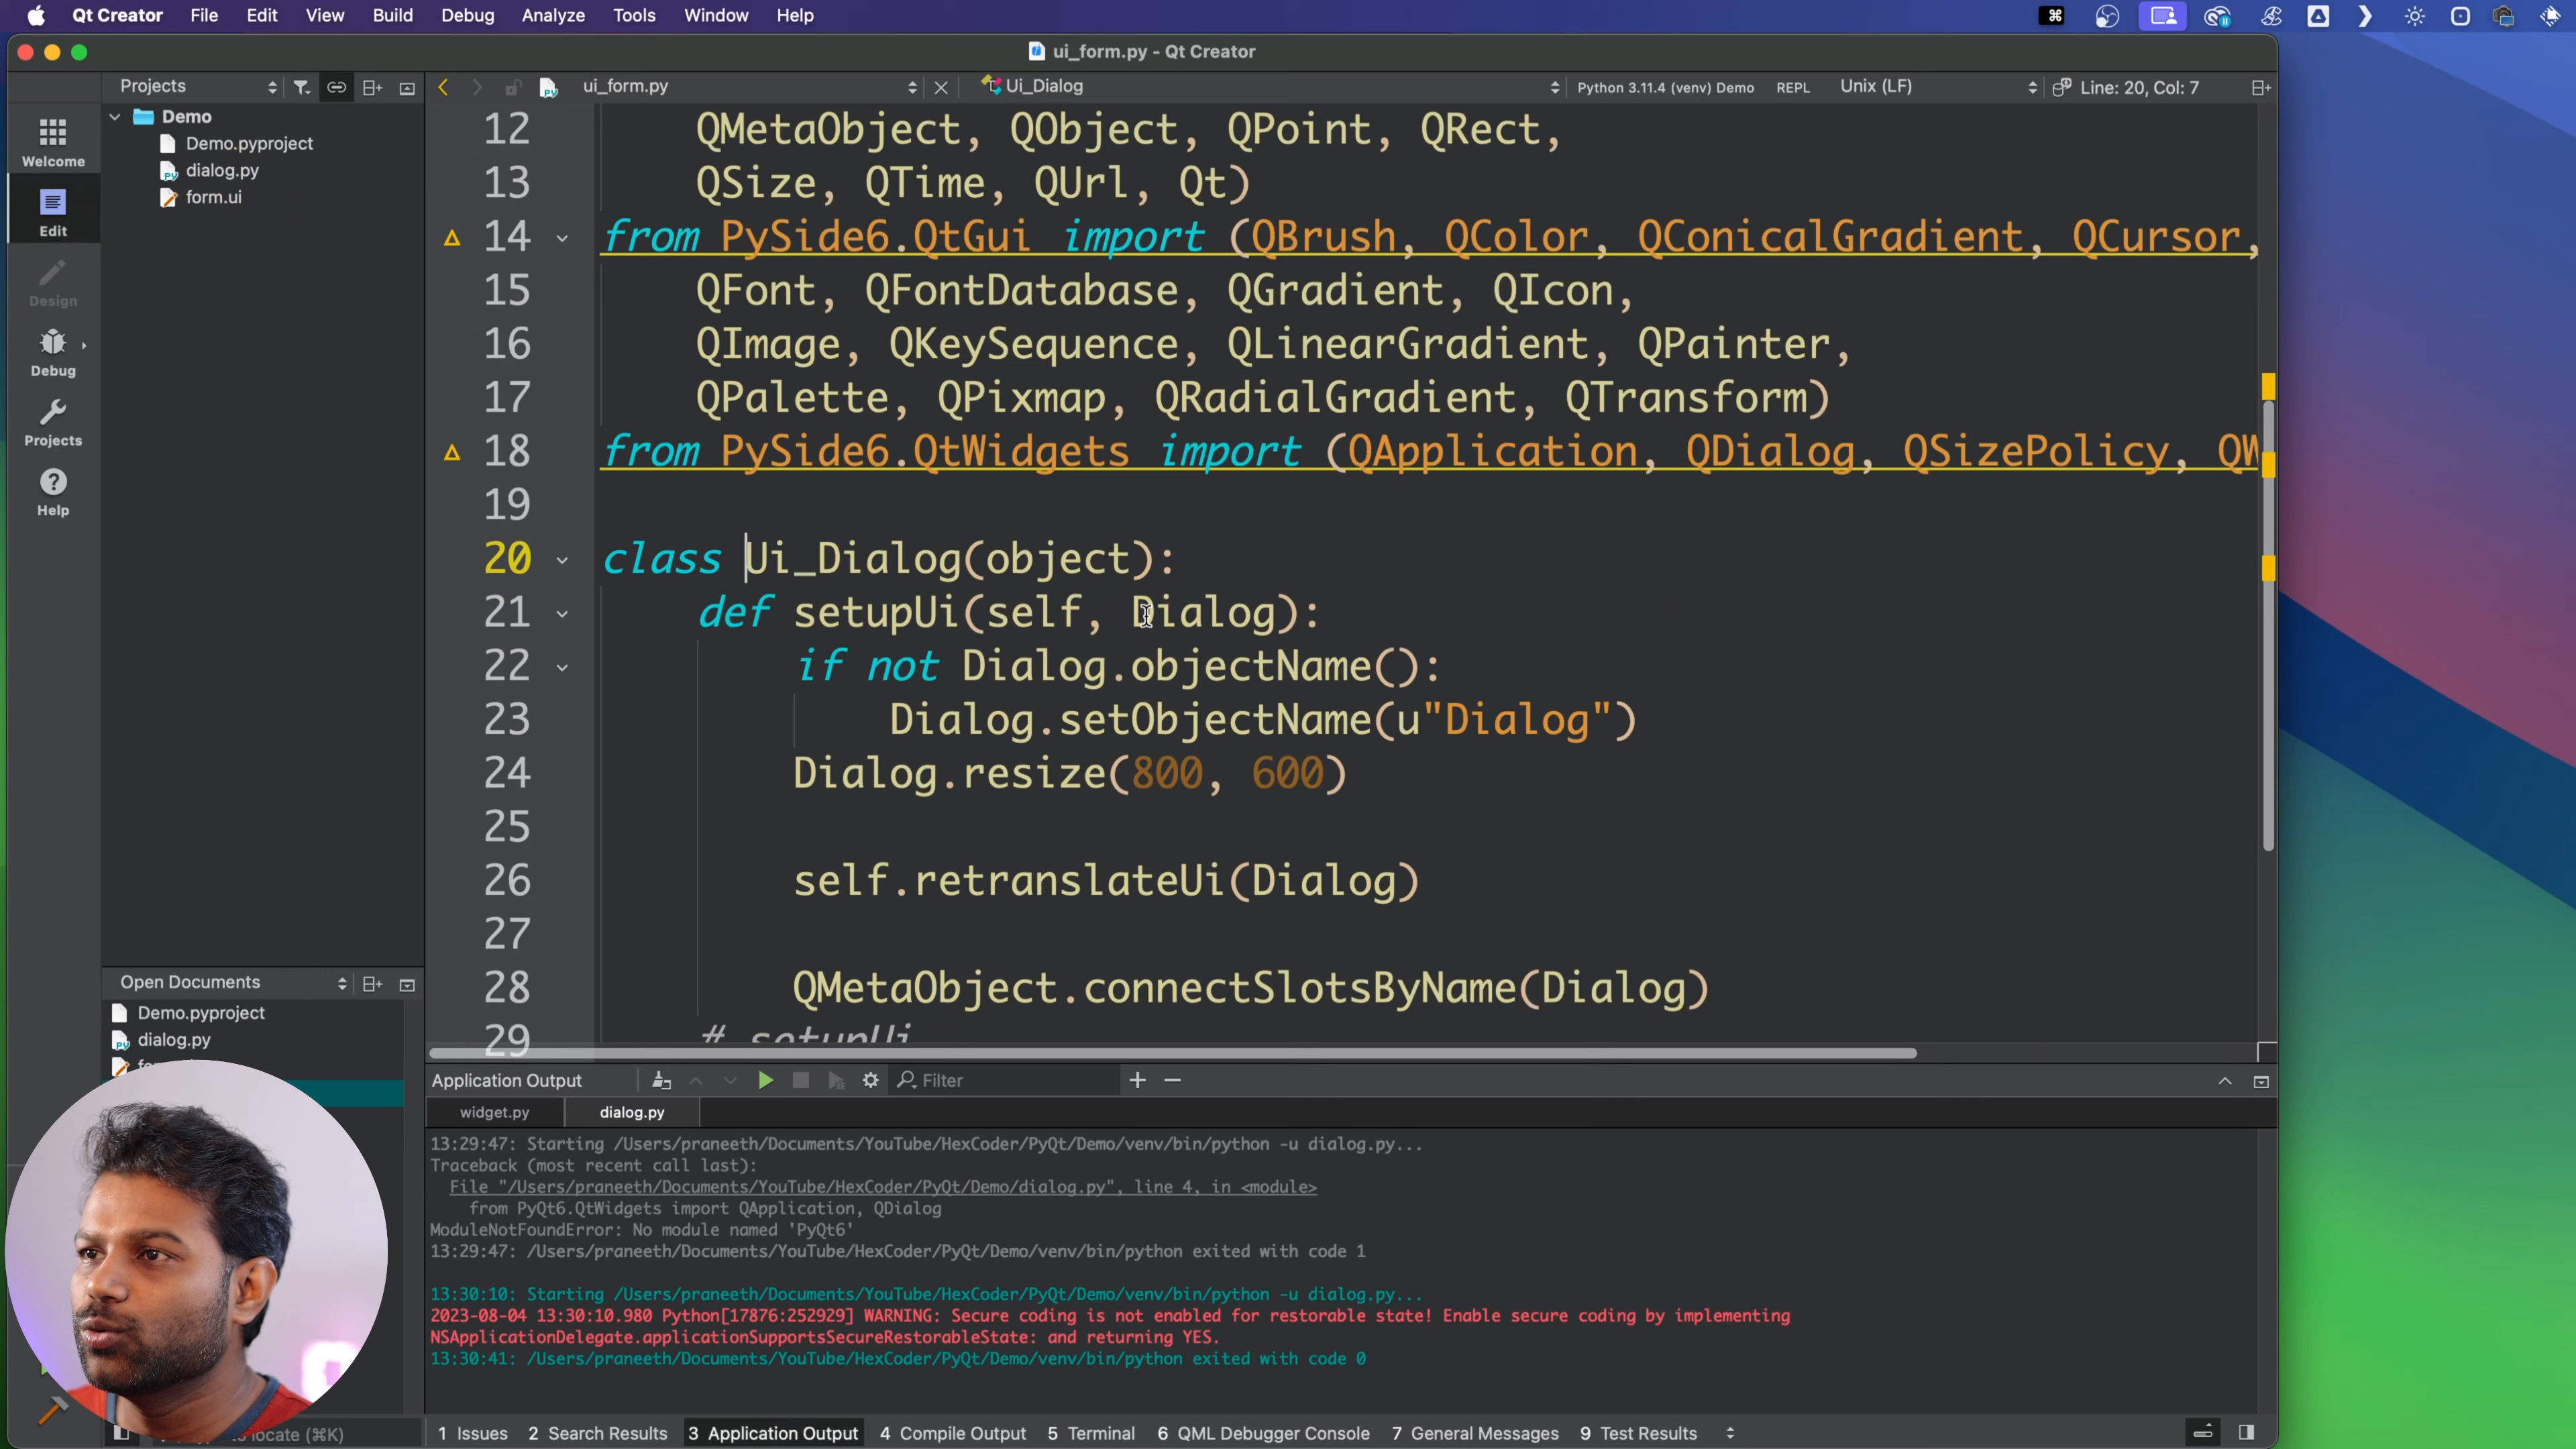 Qt Creator File Edit View Build Debug Analyze Tools Window Help
ui_form.py - Qt Creator
Projects
ui_form.py
Ui_Dialog
Python 3.11.4 (venv) Demo REPL Unix (LF) Line: 20, Col: 7
Demo
Demo.pyproject
dialog.py
form.ui
Welcome
Edit
Design
Debug
Projects
Help
12 QMetaObject, QObject, QPoint, QRect,
13 QSize, QTime, QUrl, Qt)
14 from PySide6.QtGui import (QBrush, QColor, QConicalGradient, QCursor,
15 QFont, QFontDatabase, QGradient, QIcon,
16 QImage, QKeySequence, QLinearGradient, QPainter,
17 QPalette, QPixmap, QRadialGradient, QTransform)
18 from PySide6.QtWidgets import (QApplication, QDialog, QSizePolicy, QW
19
20 class Ui_Dialog(object):
21 def setupUi(self, Dialog):
22 if not Dialog.objectName():
23 Dialog.setObjectName(u"Dialog")
24 Dialog.resize(800, 600)
25
26 self.retranslateUi(Dialog)
27
28 QMetaObject.connectSlotsByName(Dialog)
29 # setupUi
Open Documents
Demo.pyproject
dialog.py
Application Output
Filter
widget.py dialog.py
13:29:47: Starting /Users/praneeth/Documents/YouTube/HexCoder/PyQt/Demo/venv/bin/python -u dialog.py...
Traceback (most recent call last):
File "/Users/praneeth/Documents/YouTube/HexCoder/PyQt/Demo/dialog.py", line 4, in <module>
from PyQt6.QtWidgets import QApplication, QDialog
ModuleNotFoundError: No module named 'PyQt6'
13:29:47: /Users/praneeth/Documents/YouTube/HexCoder/PyQt/Demo/venv/bin/python exited with code 1
13:30:10: Starting /Users/praneeth/Documents/YouTube/HexCoder/PyQt/Demo/venv/bin/python -u dialog.py...
2023-08-04 13:30:10.980 Python[17876:252929] WARNING: Secure coding is not enabled for restorable state! Enable secure coding by implementing
NSApplicationDelegate.applicationSupportsSecureRestorableState: and returning YES.
13:30:41: /Users/praneeth/Documents/YouTube/HexCoder/PyQt/Demo/venv/bin/python exited with code 0
to locate (⌘K)
1 Issues 2 Search Results 3 Application Output 4 Compile Output 5 Terminal 6 QML Debugger Console 7 General Messages 9 Test Results